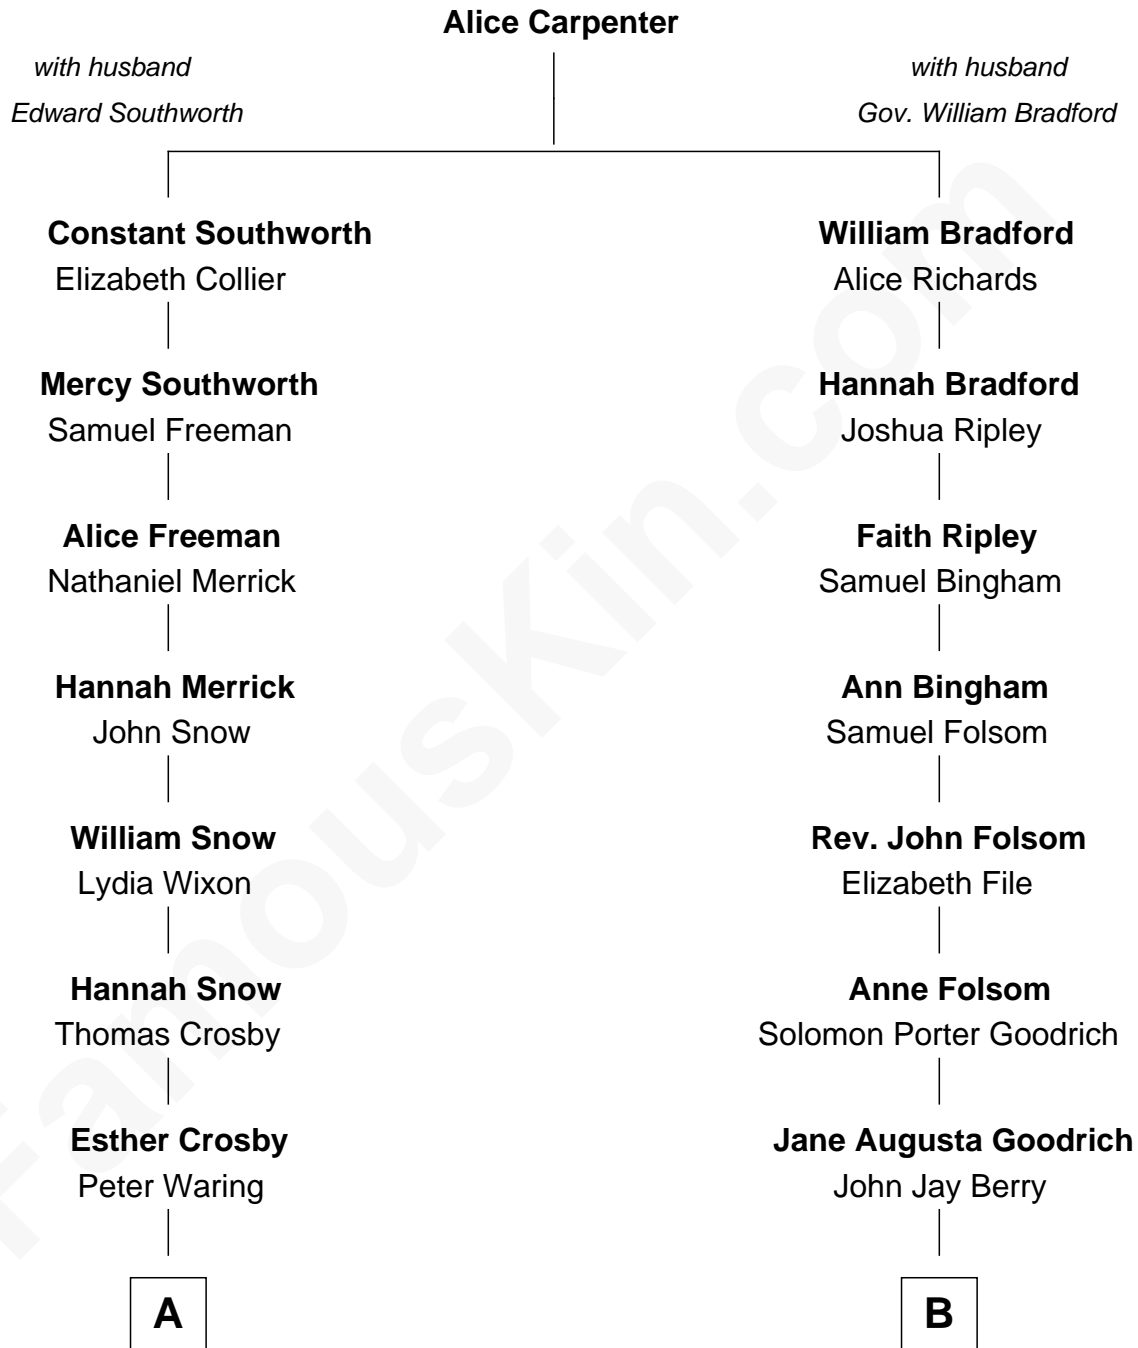 Alice Carpenter
with husband
Edward Southworth
with husband
Gov. William Bradford
Constant Southworth
Elizabeth Collier
Mercy Southworth
Samuel Freeman
Alice Freeman
Nathaniel Merrick
Hannah Merrick
John Snow
William Snow
Lydia Wixon
Hannah Snow
Thomas Crosby
Esther Crosby
Peter Waring
A
William Bradford
Alice Richards
Hannah Bradford
Joshua Ripley
Faith Ripley
Samuel Bingham
Ann Bingham
Samuel Folsom
Rev. John Folsom
Elizabeth File
Anne Folsom
Solomon Porter Goodrich
Jane Augusta Goodrich
John Jay Berry
B
FamousKin.com